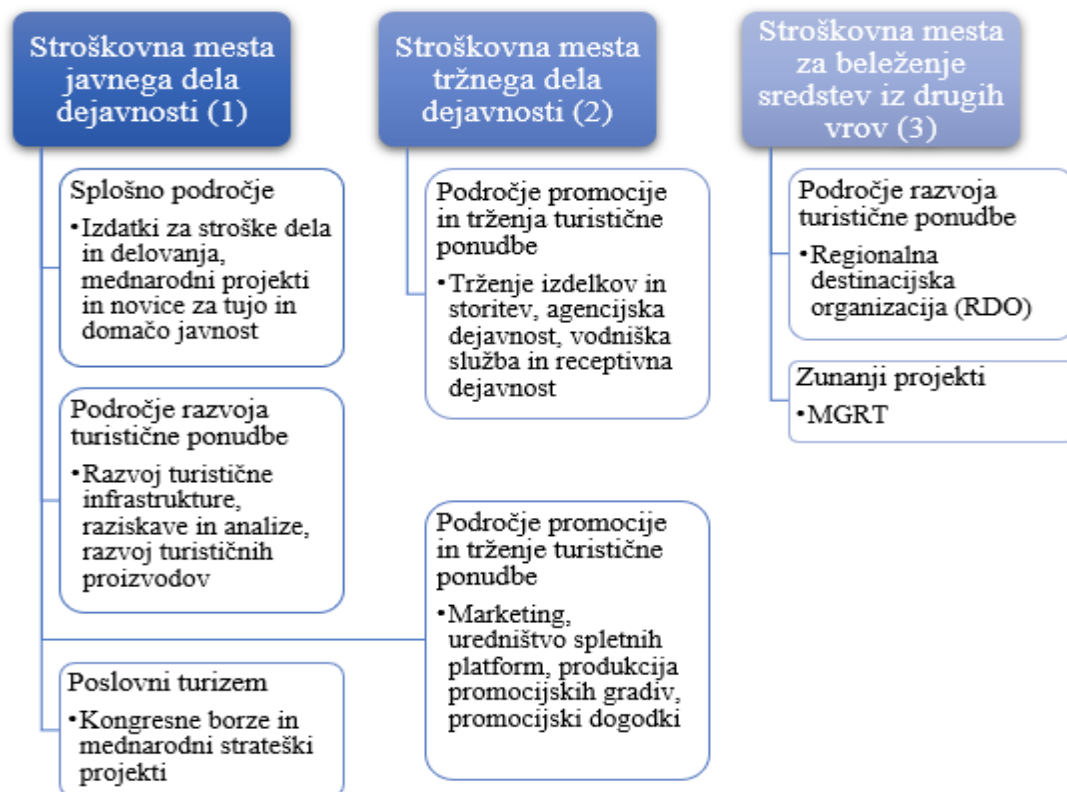 Stroškovna mesta
javnega dela
dejavnosti (1)
Splošno področje
•Izdatki za stroške dela
in delovanja,
mednarodni projekti
in novice za tujo in
domačo javnost
Področje razvoja
turistične ponudbe
•Razvoj turistične
infrastrukture,
raziskave in analize,
razvoj turističnih
proizvodov
Poslovni turizem
•Kongresne borze in
mednarodni strateški
projekti
Področje promocije
in trženje turistične
ponudbe
•Marketing,
uredništvo spletnih
platform, produkcija
promocijskih gradiv,
promocijski dogodki
Stroškovna mesta
tržnega dela
dejavnosti (2)
Področje promocije
in trženja turistične
ponudbe
•Trženje izdelkov in
storitev, agencijska
dejavnost, vodniška
služba in receptivna
dejavnost
Stroškovna mesta
za beleženje
sredstev iz drugih
vrov (3)
Področje razvoja
turistične ponudbe
•Regionalna
destinacijska
organizacija (RDO)
Zunanji projekti
•MGRT